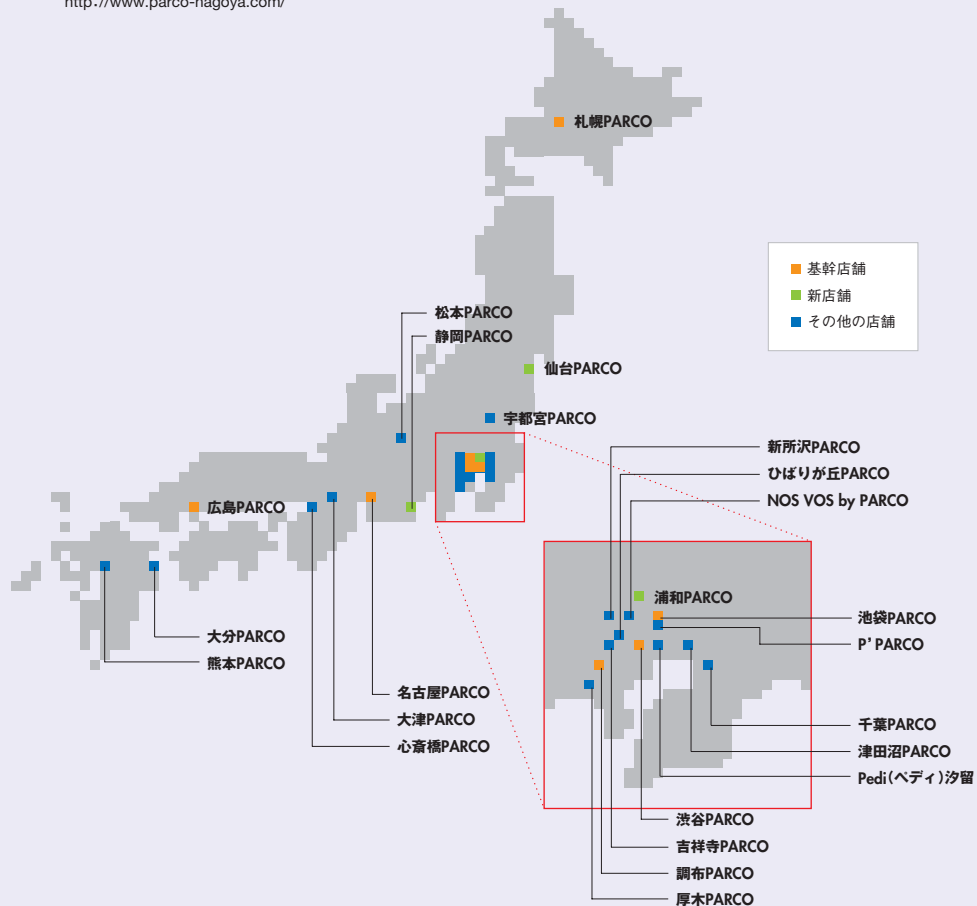 http://www.parco-nagoya.com/
札幌PARCO
基幹店舗
新店舗
その他の店舗
松本PARCO
静岡PARCO
仙台PARCO
宇都宮PARCO
新所沢PARCO
ひばりが丘PARCO
NOS VOS by PARCO
広島PARCO
浦和PARCO
池袋PARCO
P' PARCO
大分PARCO
熊本PARCO
名古屋PARCO
大津PARCO
心斎橋PARCO
千葉PARCO
津田沼PARCO
Pedi(ペディ)汐留
渋谷PARCO
吉祥寺PARCO
調布PARCO
厚木PARCO